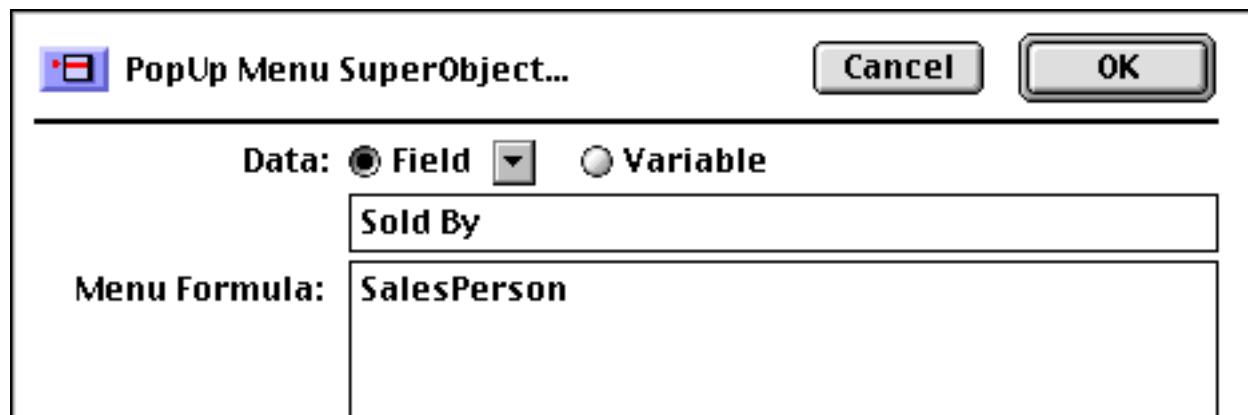 PopUp Menu SuperObject... Cancel OK
Data: Field Variable
Sold By
Menu Formula: SalesPerson